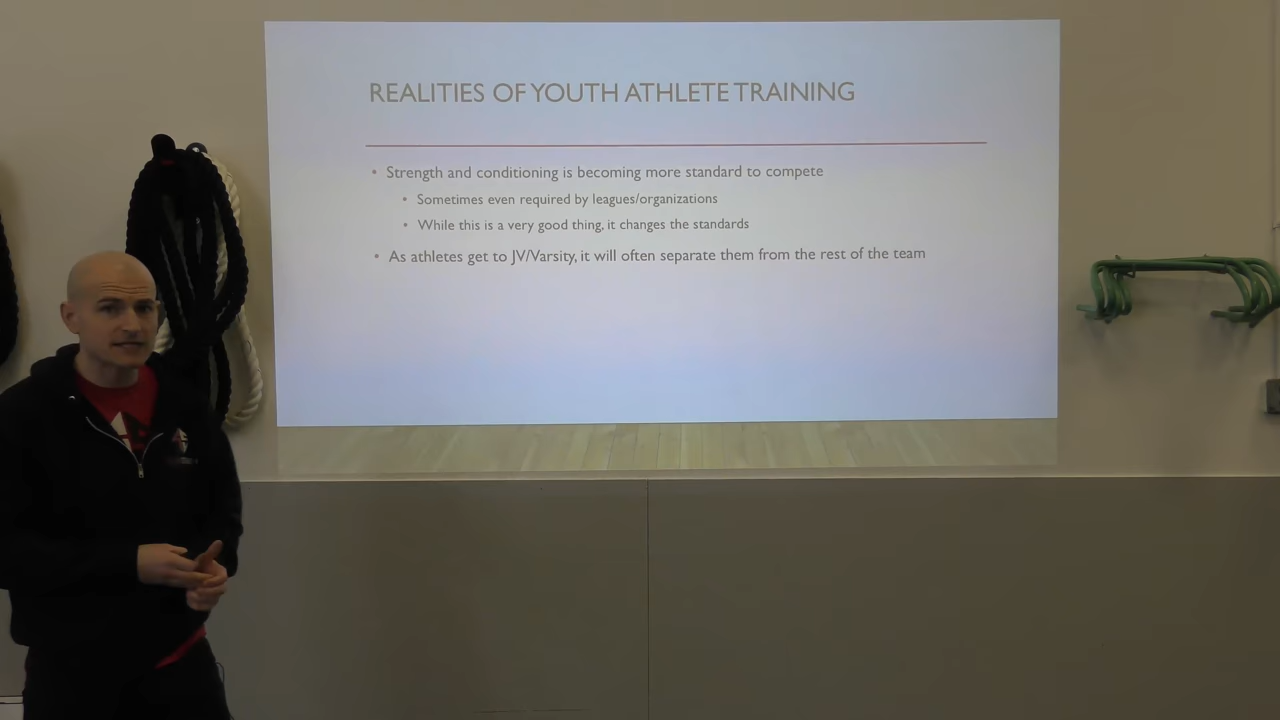 REALITIES OF YOUTH ATHLETE TRAINING
• Strength and conditioning is becoming more standard to compete
• Sometimes even required by leagues/organizations
• While this is a very good thing, it changes the standards
• As athletes get to JV/Varsity, it will often separate them from the rest of the team